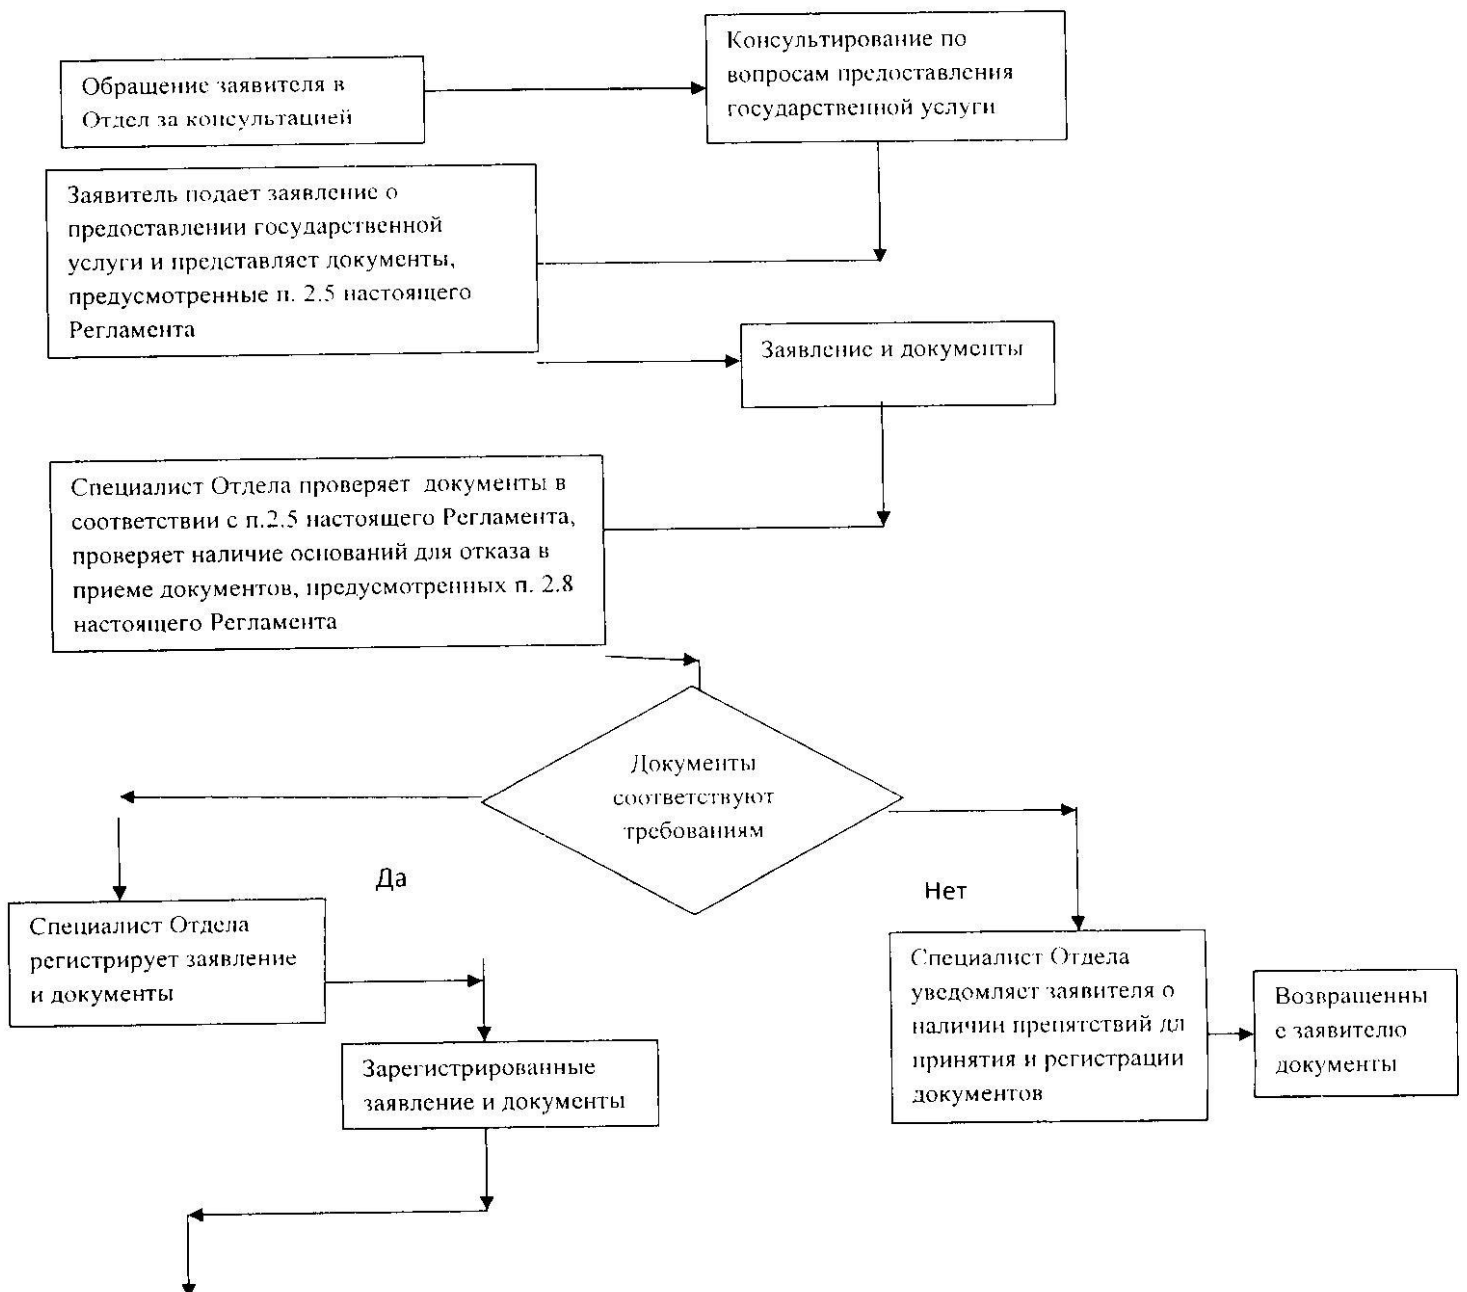 Обращение заявителя в
Отдел за консультацией
Консультирование по
вопросам предоставления
государственной услуги
Заявитель подает заявление о
предоставлении государственной
услуги и представляет документы,
предусмотренные п. 2.5 настоящего
Регламента
Заявление и документы
Специалист Отдела проверяет документы в
соответствии с п.2.5 настоящего Регламента,
проверяет наличие оснований для отказа в
приеме документов, предусмотренных п. 2.8
настоящего Регламента
Документы
соответствуют
требованиям
Да
Нет
Специалист Отдела
регистрирует заявление
и документы
Специалист Отдела
уведомляет заявителя о
наличии препятствий дл
принятия и регистрации
документов
Возвращенны
е заявителю
документы
Зарегистрированные
заявление и документы